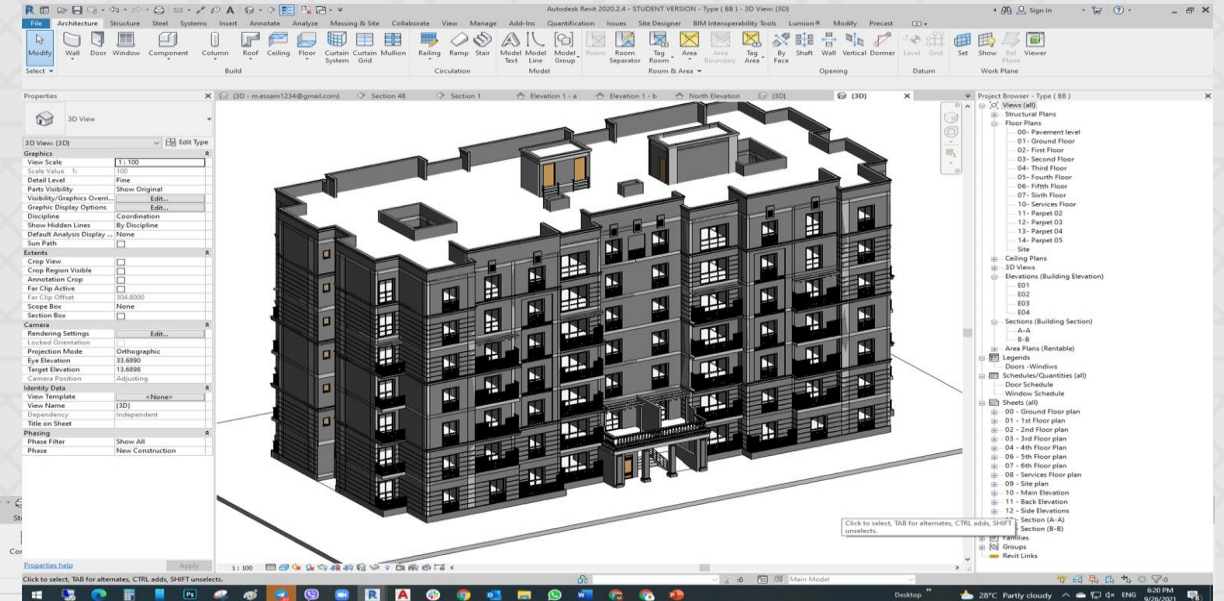 Autodesk Revit 2020.2.4 - STUDENT VERSION - Type ( BB ) - 3D View: {3D}
Sign In
File Architecture Structure Steel Systems Insert Annotate Analyze Massing & Site Collaborate View Manage Add-Ins Quantification Issues Site Designer BIM Interoperability Tools Lumion® Modify Precast
Modify Wall Door Window Component Column Roof Ceiling Floor Curtain System Curtain Grid Mullion Railing Ramp Stair Model Text Model Line Model Group Room Room Separator Tag Room Area Area Boundary Tag Area By Face Shaft Wall Vertical Dormer Level Grid Set Show Ref Plane Viewer
Select Build Circulation Model Room & Area Opening Datum Work Plane
Properties
{3D - m.essam1234@gmail.com} Section 48 Section 1 Elevation 1 - a Elevation 1 - b North Elevation {3D} {3D}
3D View
3D View: {3D} Edit Type
Graphics
View Scale 1 : 100
Scale Value 1: 100
Detail Level Fine
Parts Visibility Show Original
Visibility/Graphics Overri... Edit...
Graphic Display Options Edit...
Discipline Coordination
Show Hidden Lines By Discipline
Default Analysis Display ... None
Sun Path
Extents
Crop View
Crop Region Visible
Annotation Crop
Far Clip Active
Far Clip Offset 304.8000
Scope Box None
Section Box
Camera
Rendering Settings Edit...
Locked Orientation
Projection Mode Orthographic
Eye Elevation 33.6890
Target Elevation 13.6898
Camera Position Adjusting
Identity Data
View Template <None>
View Name {3D}
Dependency Independent
Title on Sheet
Phasing
Phase Filter Show All
Phase New Construction
Properties help Apply
Project Browser - Type ( BB )
Views (all)
Structural Plans
Floor Plans
00- Pavement level
01- Ground Floor
02- First Floor
03- Second Floor
04- Third Floor
05- Fourth Floor
06- Fiftth Floor
07- Sixth Floor
10- Services Floor
11- Parpet 02
12- Parpet 03
13- Parpet 04
14- Parpet 05
Site
Ceiling Plans
3D Views
Elevations (Building Elevation)
E01
E02
E03
E04
Sections (Building Section)
A-A
B-B
Area Plans (Rentable)
Legends
Doors -Windiws
Schedules/Quantities (all)
Door Schedule
Window Schedule
Sheets (all)
00 - Ground Floor plan
01 - 1st Floor plan
02 - 2nd Floor plan
03 - 3rd Floor plan
04 - 4th Floor plan
06 - 5th Floor plan
07 - 6th Floor plan
08 - Services Floor plan
09 - Site plan
10 - Main Elevation
11 - Back Elevation
12 - Side Elevations
Section (A-A)
Section (B-B)
Families
Groups
Revit Links
Click to select, TAB for alternates, CTRL adds, SHIFT
unselects.
1 : 100
Click to select, TAB for alternates, CTRL adds, SHIFT unselects. :0 Main Model :0
Desktop 28°C Partly cloudy ENG 6:20 PM
9/26/2021